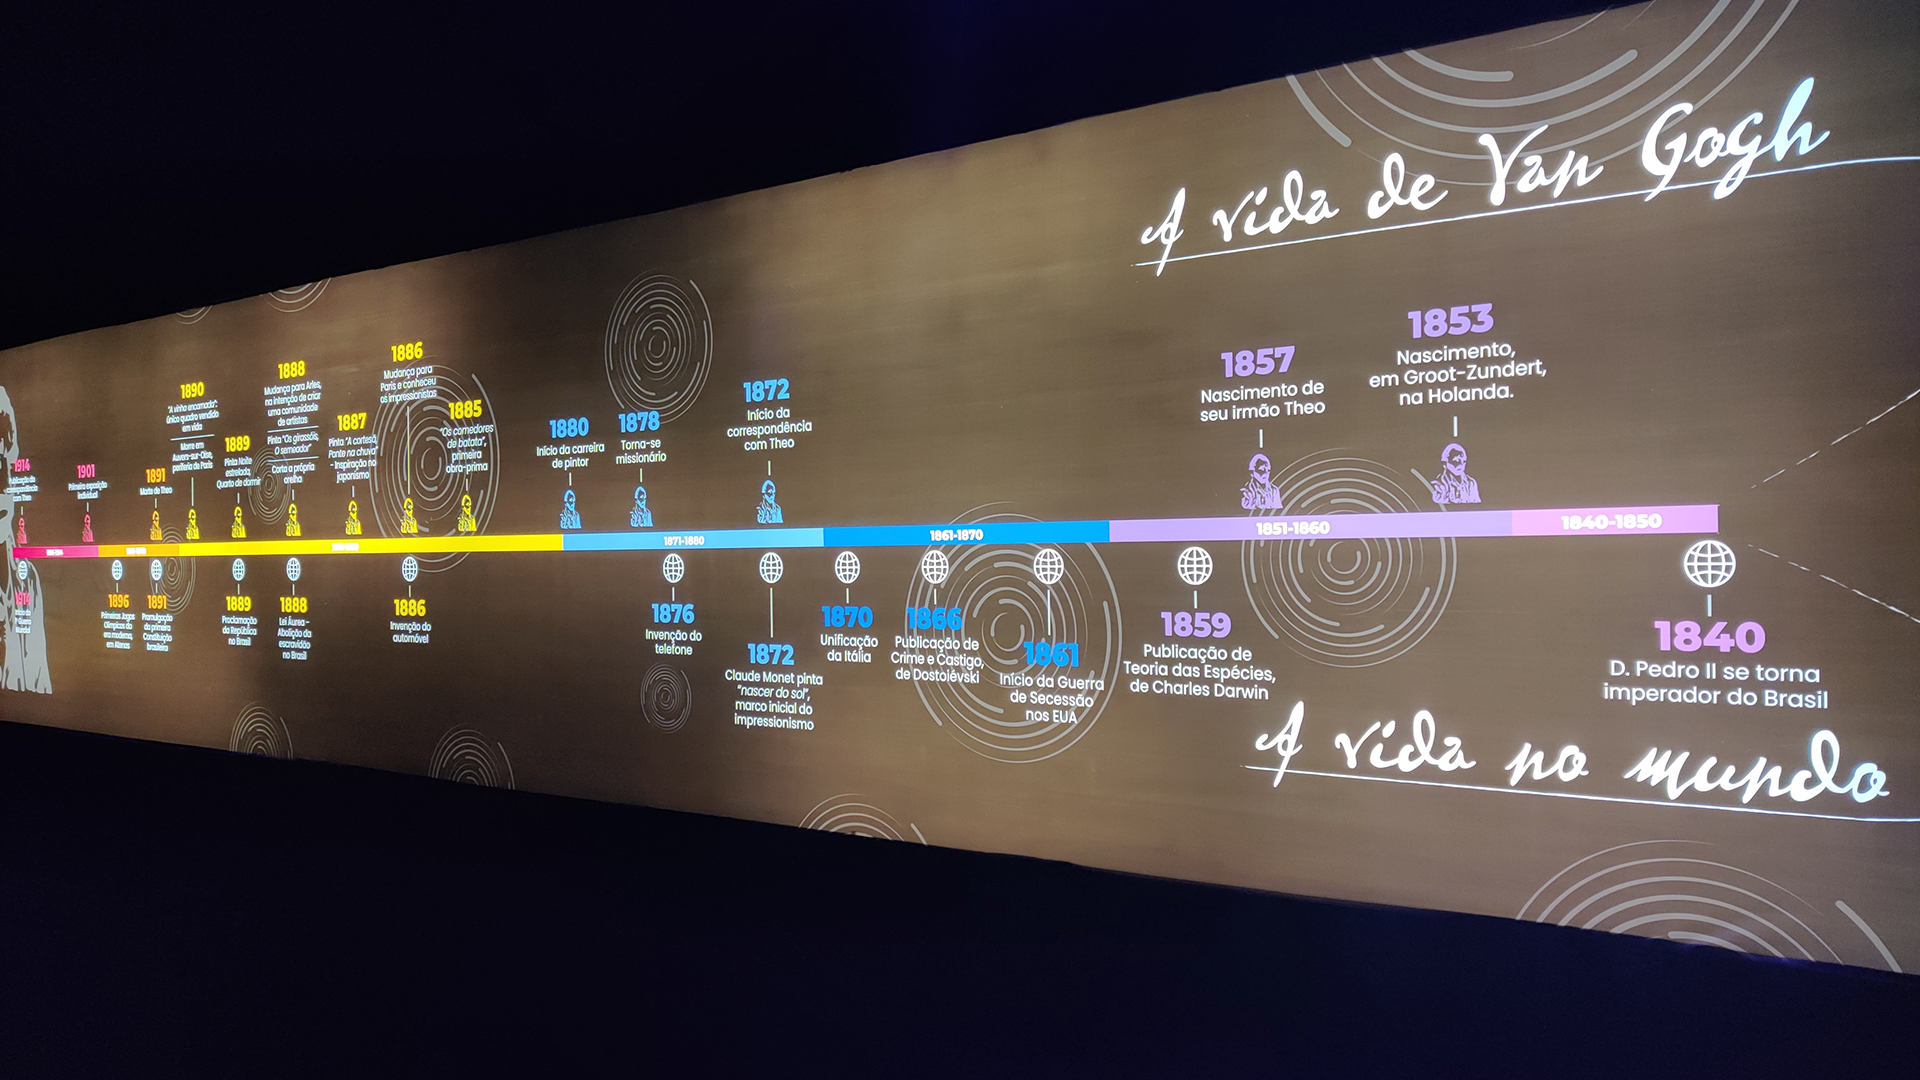 A vida de Van Gogh
1914
Publicação da
correspondência
com Theo
1901
Primeira exposição
individual
1891
Morte de Theo
1890
"A vinha encarnada":
único quadro vendido
em vida
Morre em
Auvers-sur-Oise,
periferia de Paris
1889
Pinta Noite
estrelada,
Quarto de dormir
1888
Mudança para Arles,
na intenção de criar
uma comunidade
de artistas
Pinta "Os girassóis,
O semeador"
Corta a própria
orelha
1887
Pinta "A cortesã,
Ponte na chuva"
- Inspiração no
japonismo
1886
Mudança para
Paris e conheceu
os impressionistas
1885
"Os comedores
de batata",
primeira
obra-prima
1880
Início da carreira
de pintor
1878
Torna-se
missionário
1872
Início da
correspondência
com Theo
1857
Nascimento de
seu irmão Theo
1853
Nascimento,
em Groot-Zundert,
na Holanda.
1871-1880
1861-1870
1851-1860
1840-1850
1914
Início da
1ª Guerra
Mundial
1896
Primeiros Jogos
Olímpicos da
era moderna,
em Atenas
1891
Promulgação
da primeira
Constituição
brasileira
1889
Proclamação
da República
no Brasil
1888
Lei Áurea -
Abolição da
escravidão
no Brasil
1886
Invenção do
automóvel
1876
Invenção do
telefone
1872
Claude Monet pinta
"nascer do sol",
marco inicial do
impressionismo
1870
Unificação
da Itália
1866
Publicação de
Crime e Castigo,
de Dostoiévski
1861
Início da Guerra
de Secessão
nos EUA
1859
Publicação de
Teoria das Espécies,
de Charles Darwin
1840
D. Pedro II se torna
imperador do Brasil
A vida no mundo